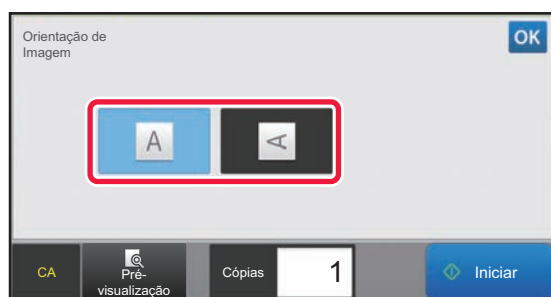 Orientação de
Imagem
OK
A
A
CA
Pré-
visualização
Cópias
1
Iniciar